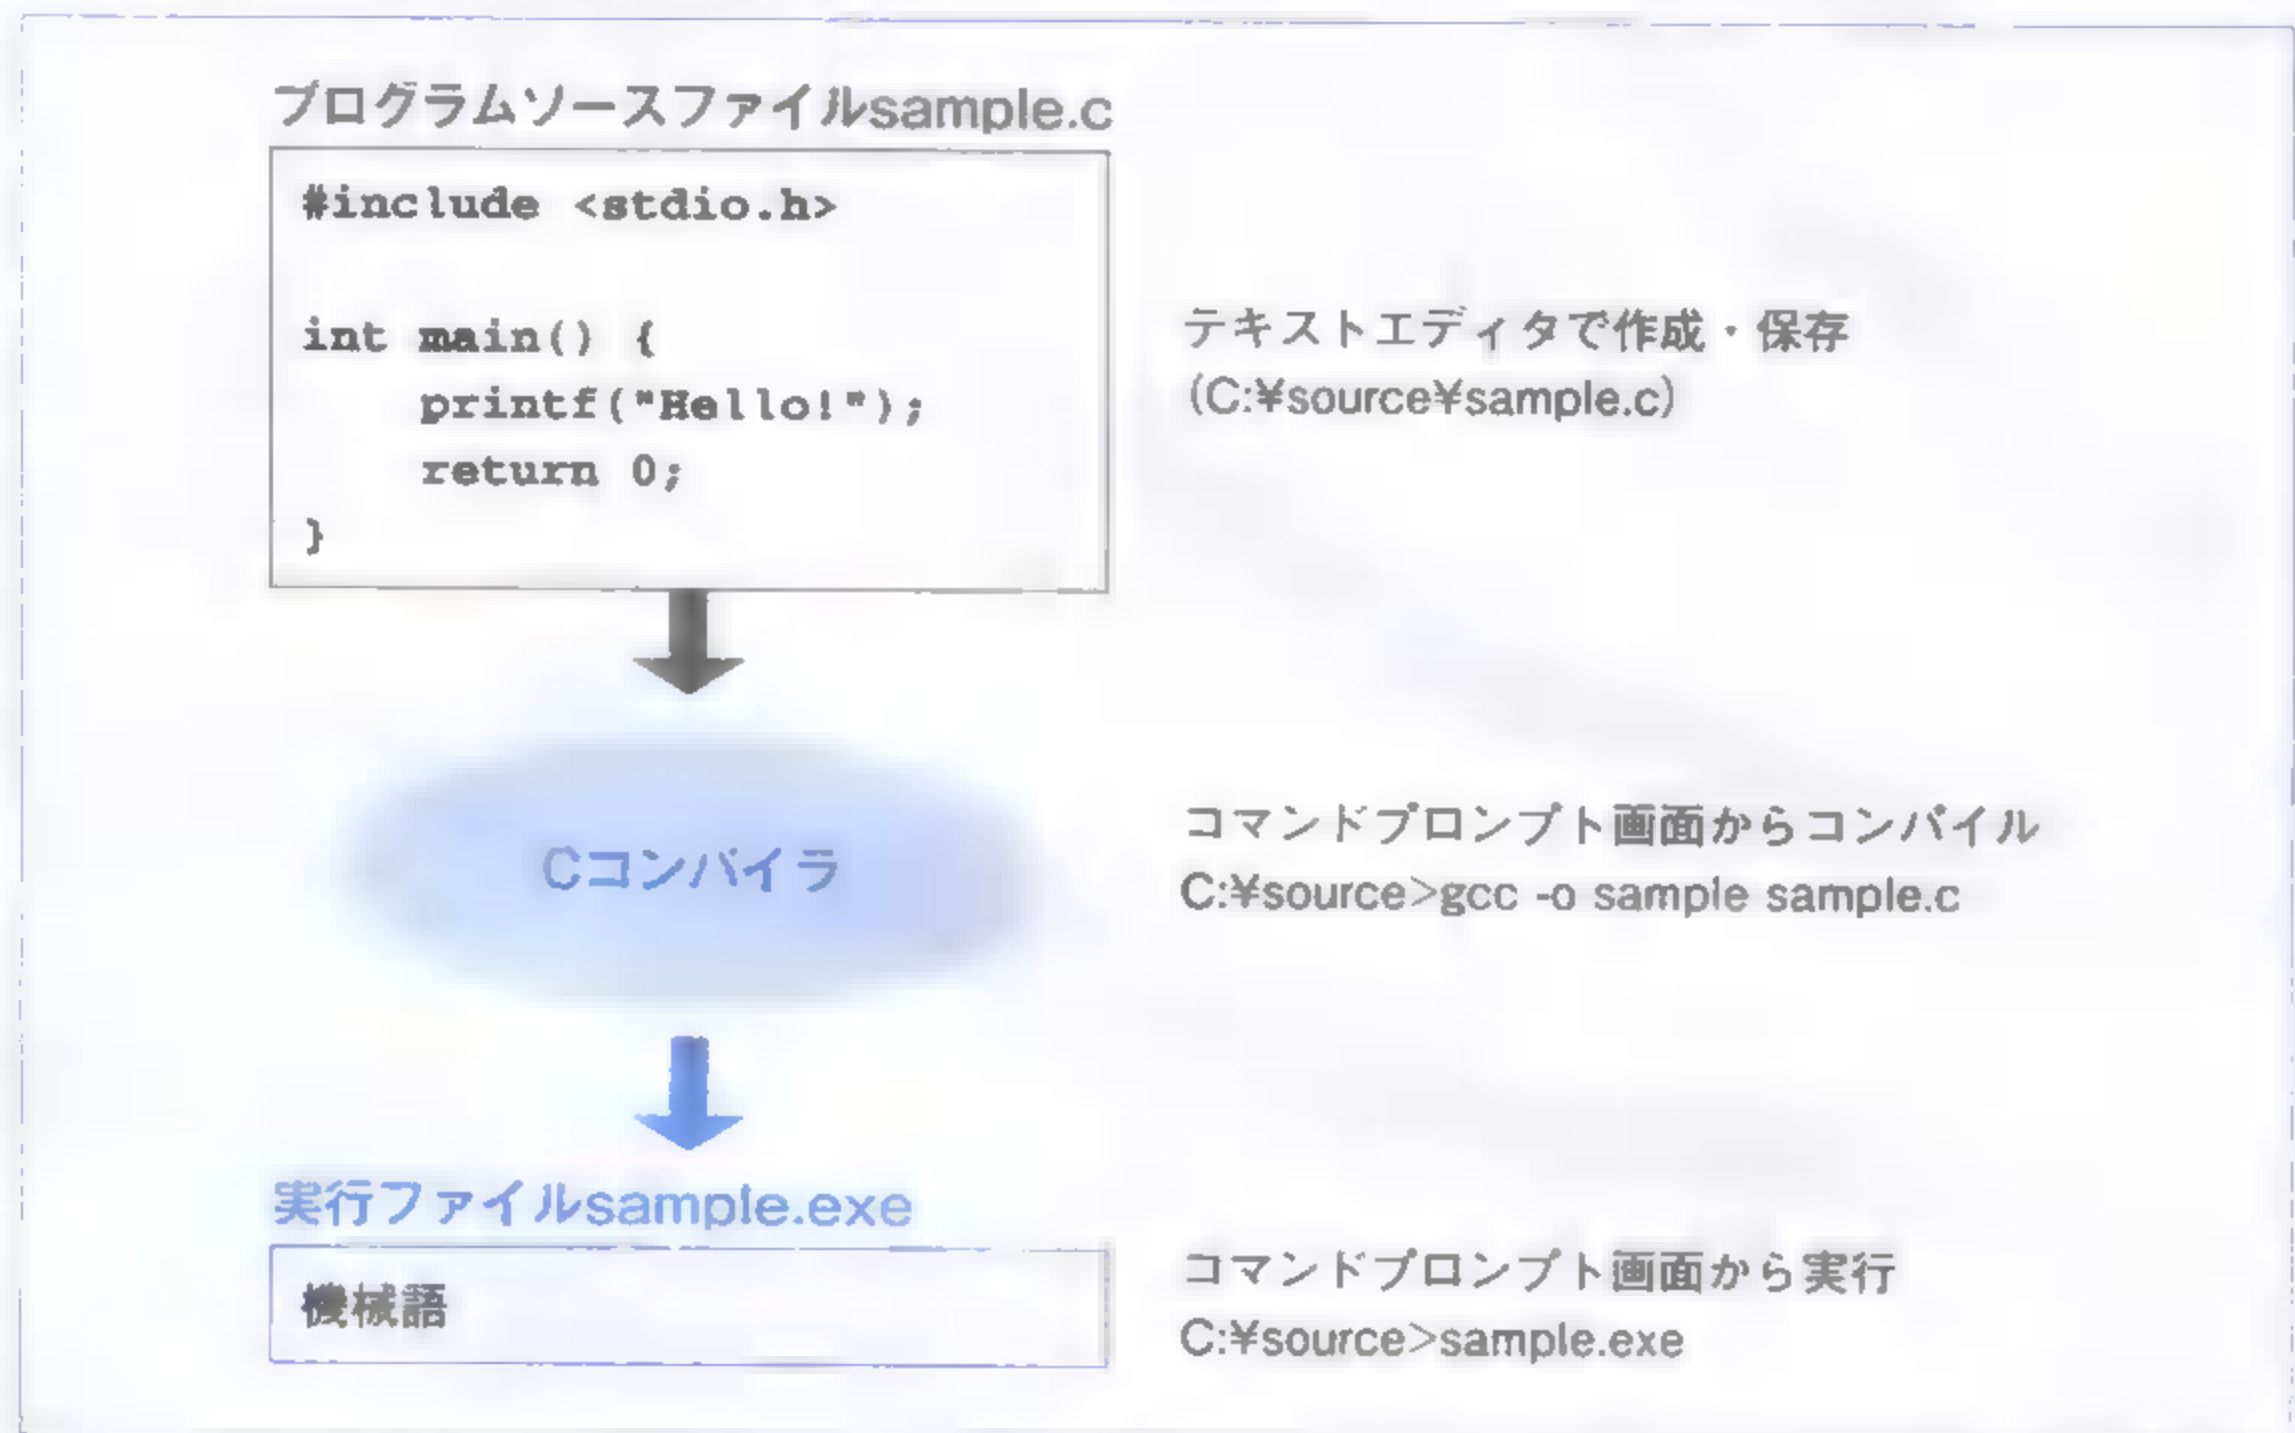 プログラムソースファイルsample.c
#include <stdio.h>
int main() {
printf("Hello!");
return 0;
}
テキストエディタで作成・保存
(C:¥source¥sample.c)
Cコンパイラ
コマンドプロンプト画面からコンパイル
C:¥source>gcc -o sample sample.c
実行ファイルsample.exe
機械語
コマンドプロンプト画面から実行
C:¥source>sample.exe